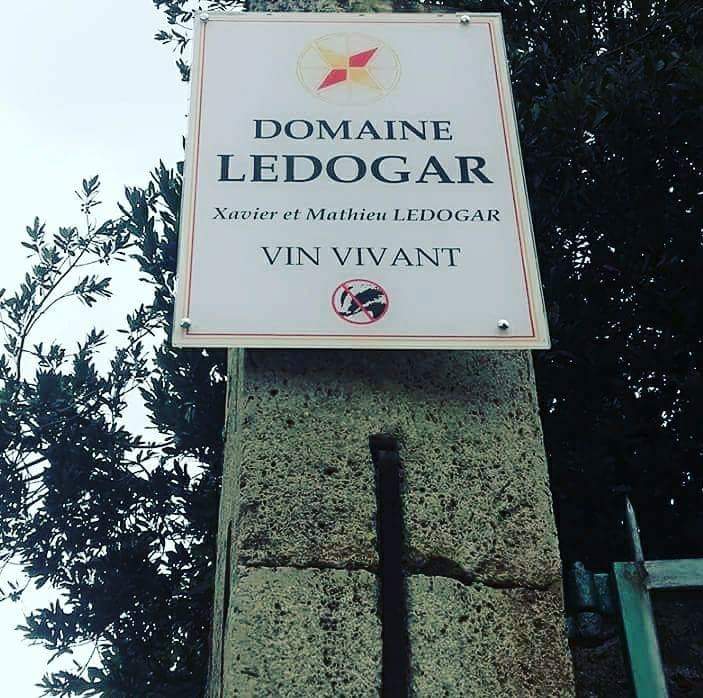 DOMAINE
LEDOGAR
Xavier et Mathieu LEDOGAR
VIN VIVANT